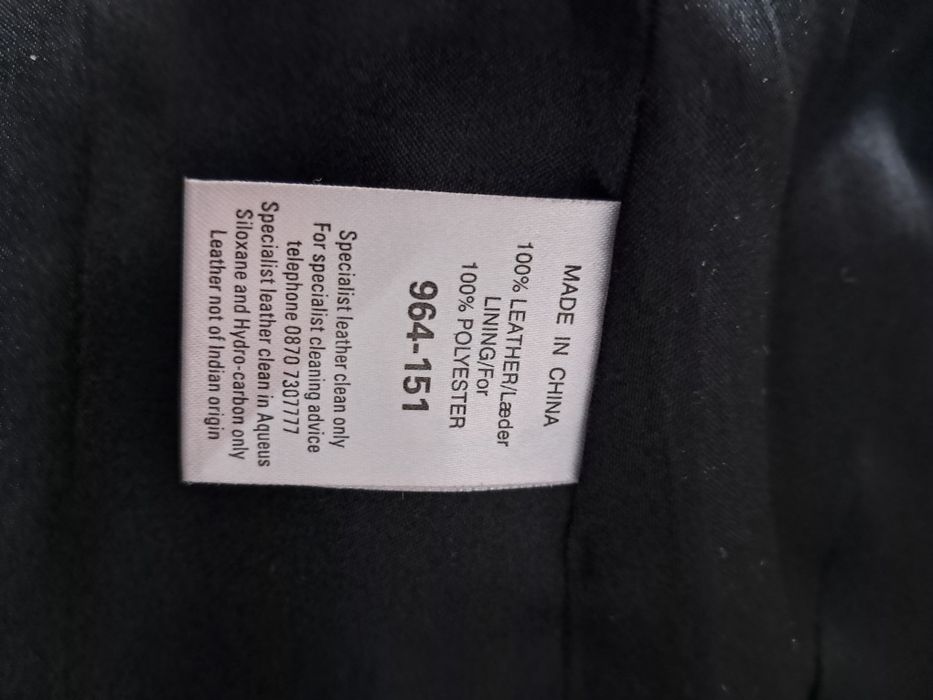 MADE IN CHINA
100% LEATHER/Læder
LINING/For
100% POLYESTER
964-151
Specialist leather clean only
For specialist cleaning advice
telephone 0870 7307777
Specialist leather clean in Aqueus
Siloxane and Hydro-carbon only
Leather not of Indian origin